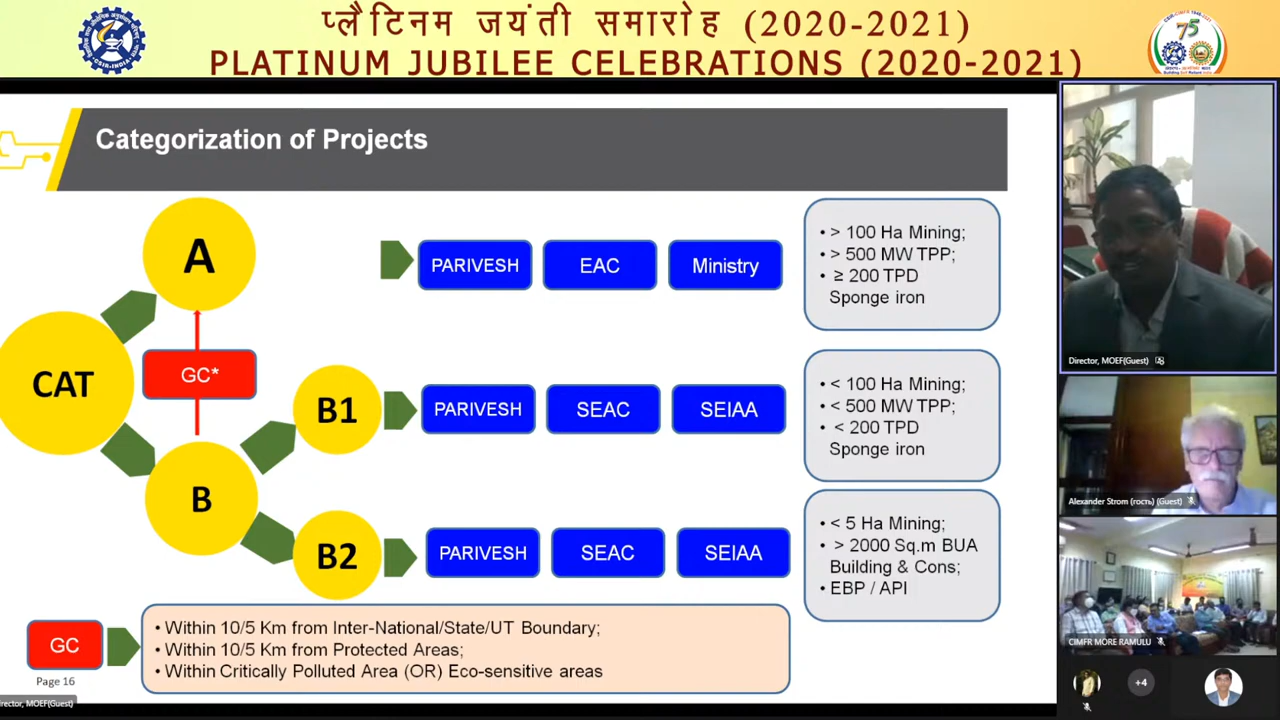 प्लैटिनम जयंती समारोह (2020-2021)
PLATINUM JUBILEE CELEBRATIONS (2020-2021)
CSIR-INDIA
75
Categorization of Projects
CAT
A
GC*
B
B1
B2
PARIVESH
EAC
Ministry
• > 100 Ha Mining;
• > 500 MW TPP;
• ≥ 200 TPD
Sponge iron
PARIVESH
SEAC
SEIAA
• < 100 Ha Mining;
• < 500 MW TPP;
• < 200 TPD
Sponge iron
PARIVESH
SEAC
SEIAA
• < 5 Ha Mining;
• > 2000 Sq.m BUA
Building & Cons;
• EBP / API
GC
• Within 10/5 Km from Inter-National/State/UT Boundary;
• Within 10/5 Km from Protected Areas;
• Within Critically Polluted Area (OR) Eco-sensitive areas
Page 16
irector, MOEF(Guest)
Director, MOEF(Guest)
Alexander Strom (гость) (Guest)
CIMFR MORE RAMULU
+4